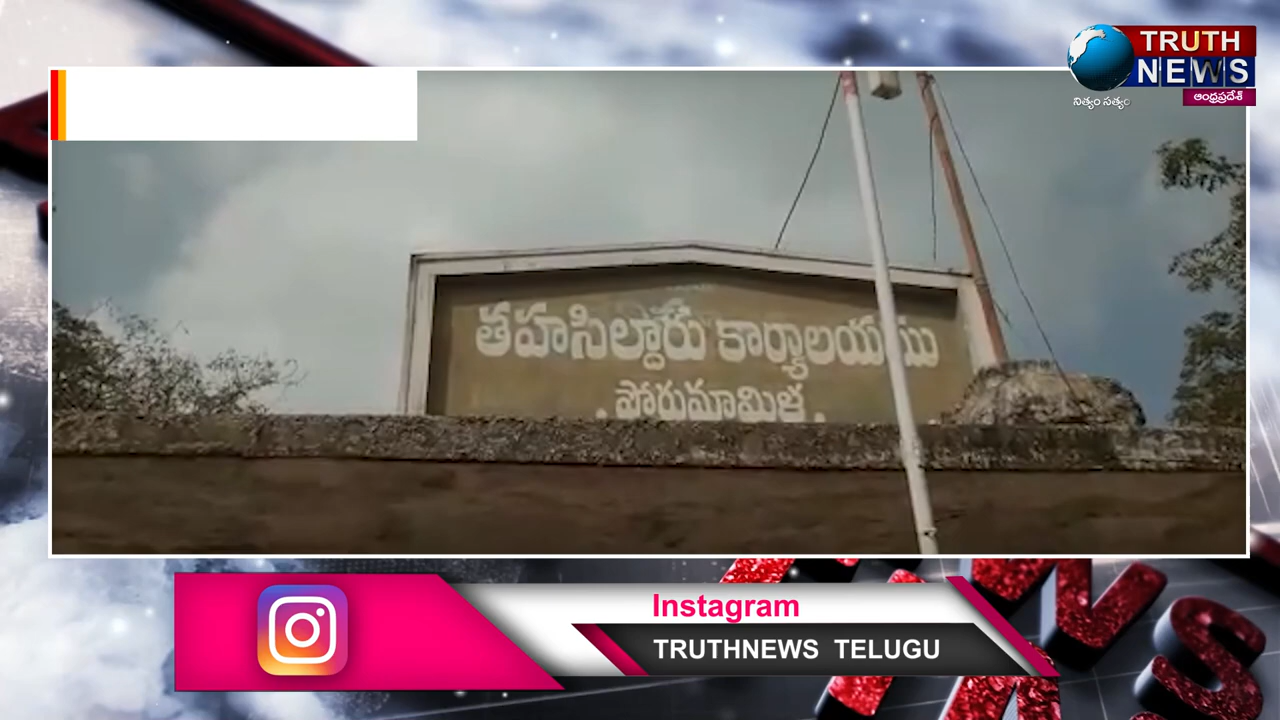 TRUTH
NEWS
నిత్యం సత్యం
ఆంధ్రప్రదేశ్
తహసిల్దారు కార్యాలయము
. పోరుమామిళ .
Instagram
TRUTHNEWS TELUGU